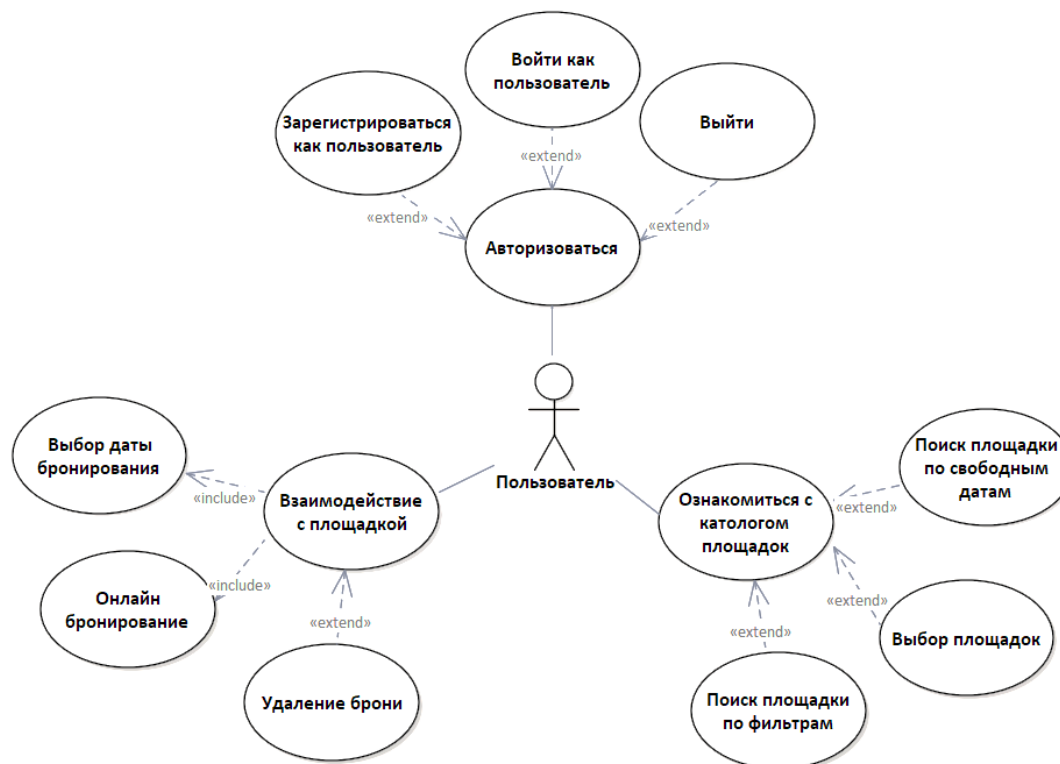 Войти как
пользователь
Зарегистрироваться
как пользователь
Выйти
«extend»
«extend»
«extend»
Авторизоваться
Пользователь
Выбор даты
бронирования
«include»
Взаимодействие
с площадкой
«include»
Онлайн
бронирование
«extend»
Удаление брони
Ознакомиться с
катологом
площадок
Поиск площадки
по свободным
датам
«extend»
«extend»
Выбор площадок
«extend»
Поиск площадки
по фильтрам